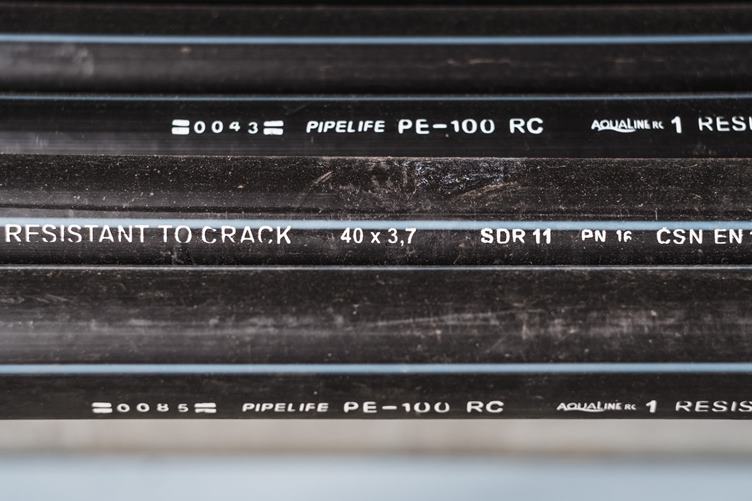 =0043= PIPELIFE PE-100 RC AQUALINE RC 1 RESI
RESISTANT TO CRACK 40 x 3,7 SDR 11 PN 16 ČSN EN
=0085= PIPELIFE PE-100 RC AQUALINE RC 1 RESIS